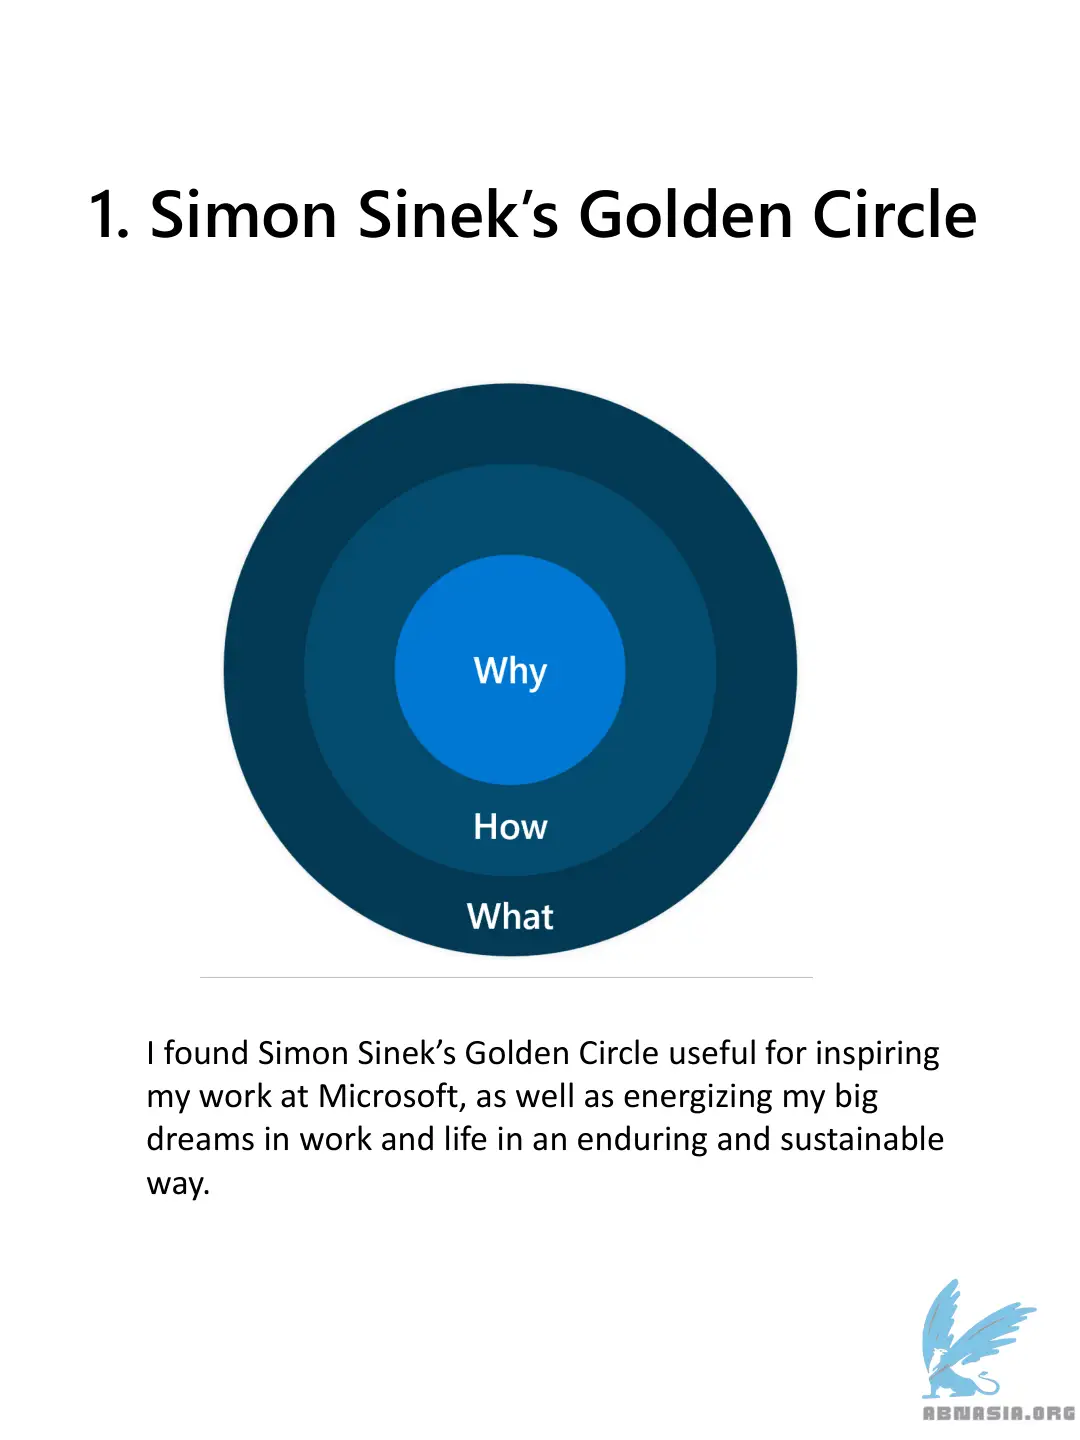 1. Simon Sinek’s Golden Circle
Why
How
What
I found Simon Sinek’s Golden Circle useful for inspiring
my work at Microsoft, as well as energizing my big
dreams in work and life in an enduring and sustainable
way.
ABNASIA.ORG